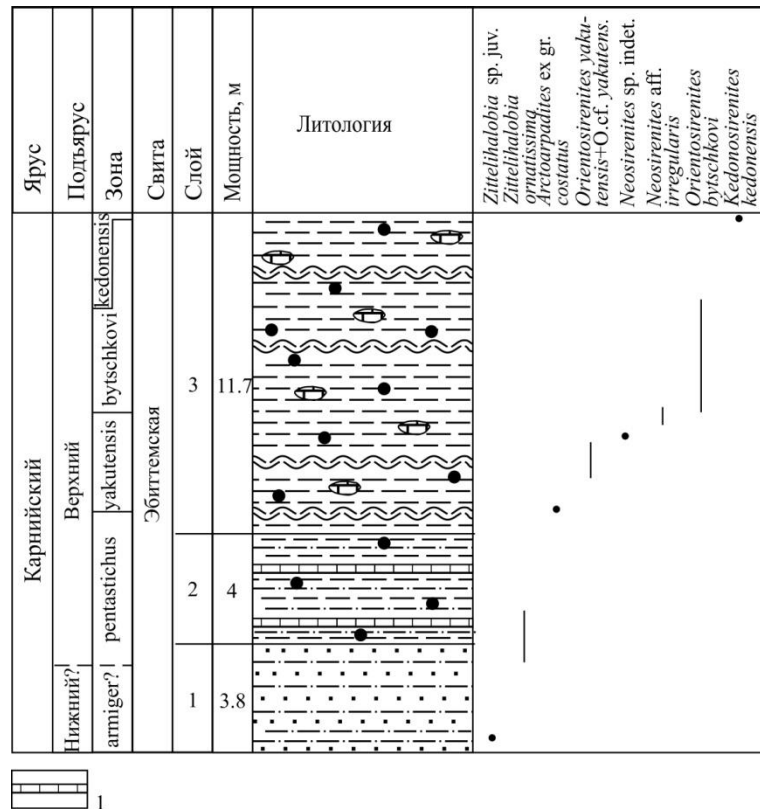 Ярус
Подъярус
Зона
Свита
Слой
Мощность, м
Литология
Zittelihalobia sp. juv.
Zittelihalobia
ornatissima
Arctoarpadites ex gr.
costatus
Orientosirenites yaku-
tensis+O.cf. yakutens.
Neosirenites sp. indet.
Neosirenites aff.
irregularis
Orientosirenites
bytschkovi
Kedonosirenites
kedonensis
Карнийский
Верхний
Нижний?
kedonensis
bytschkovi
yakutensis
pentastichus
armiger?
Эбиттемская
3
11.7
2
4
1
3.8
1